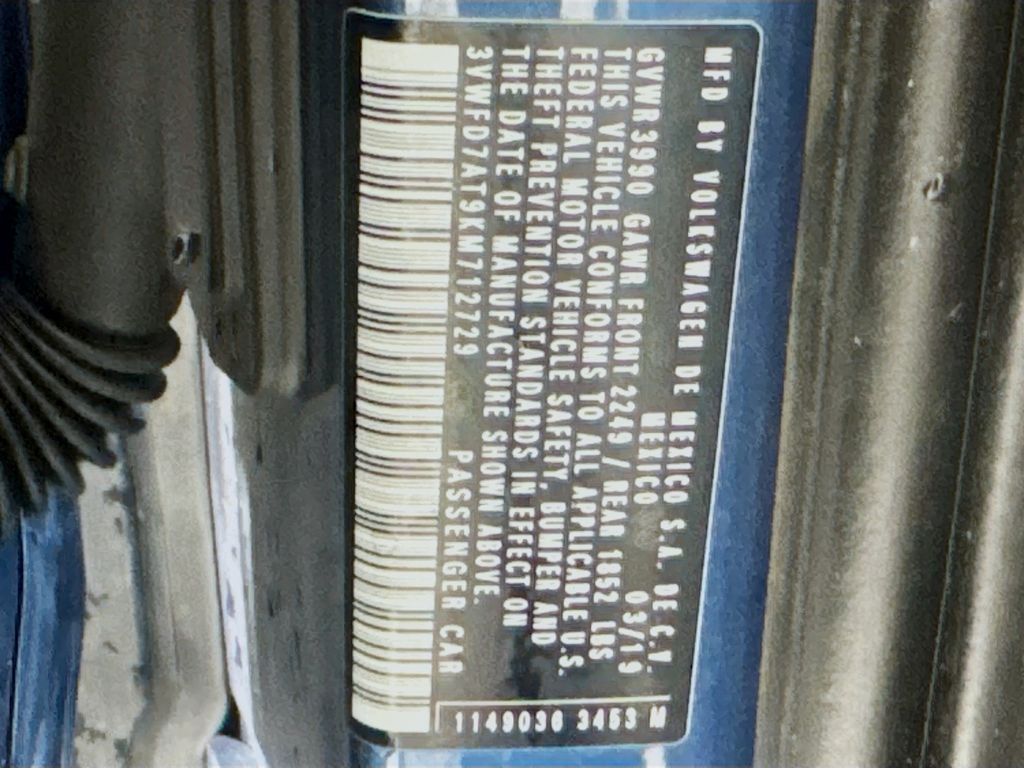 MFD BY VOLKSWAGEN DE MEXICO S.A. DE C.V.
MEXICO 03/19
GVWR3990 GAWR FRONT 2249 / REAR 1852 LBS
THIS VEHICLE CONFORMS TO ALL APPLICABLE U.S.
FEDERAL MOTOR VEHICLE SAFETY, BUMPER AND
THEFT PREVENTION STANDARDS IN EFFECT ON
THE DATE OF MANUFACTURE SHOWN ABOVE
3VWFD7AT9KM712729 PASSENGER CAR
1149036 3453 M